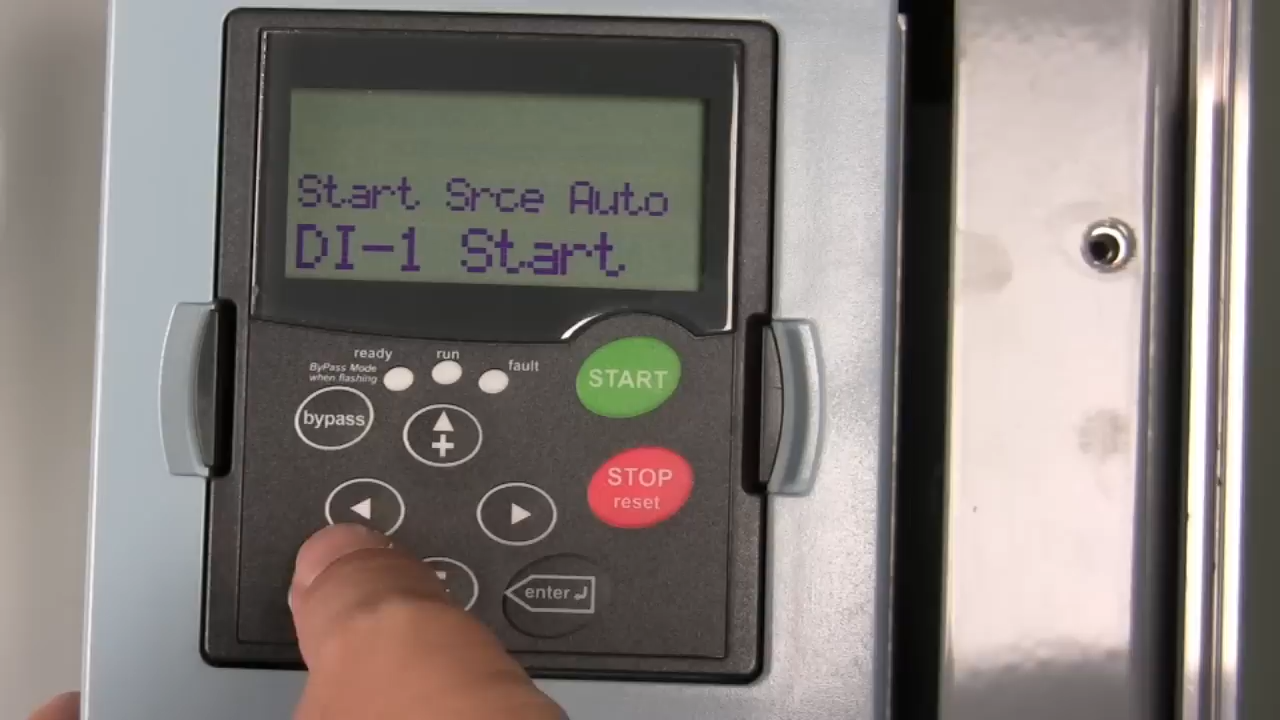 Start Srce Auto
DI-1 Start
ready
run
fault
ByPass Mode
when flashing
START
bypass
STOP
reset
enter